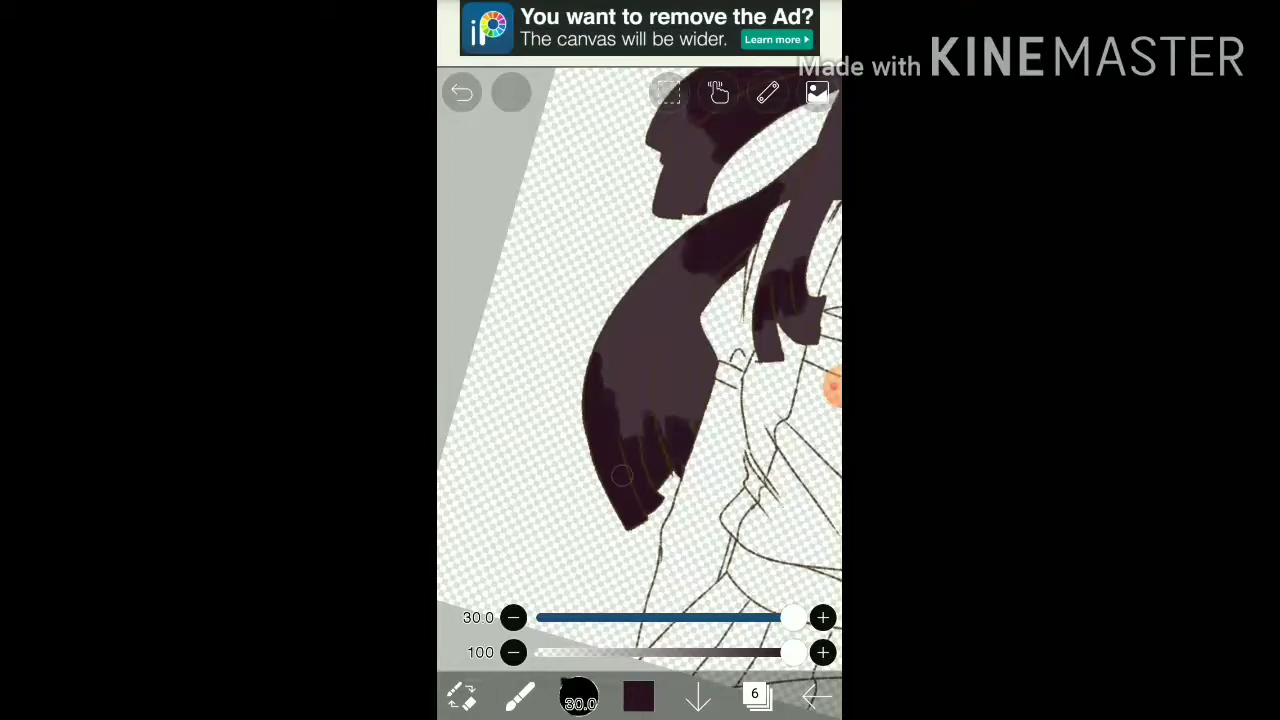 iP
You want to remove the Ad?
The canvas will be wider.
Learn more
Made with KINEMASTER
30.0
100
30.0
6